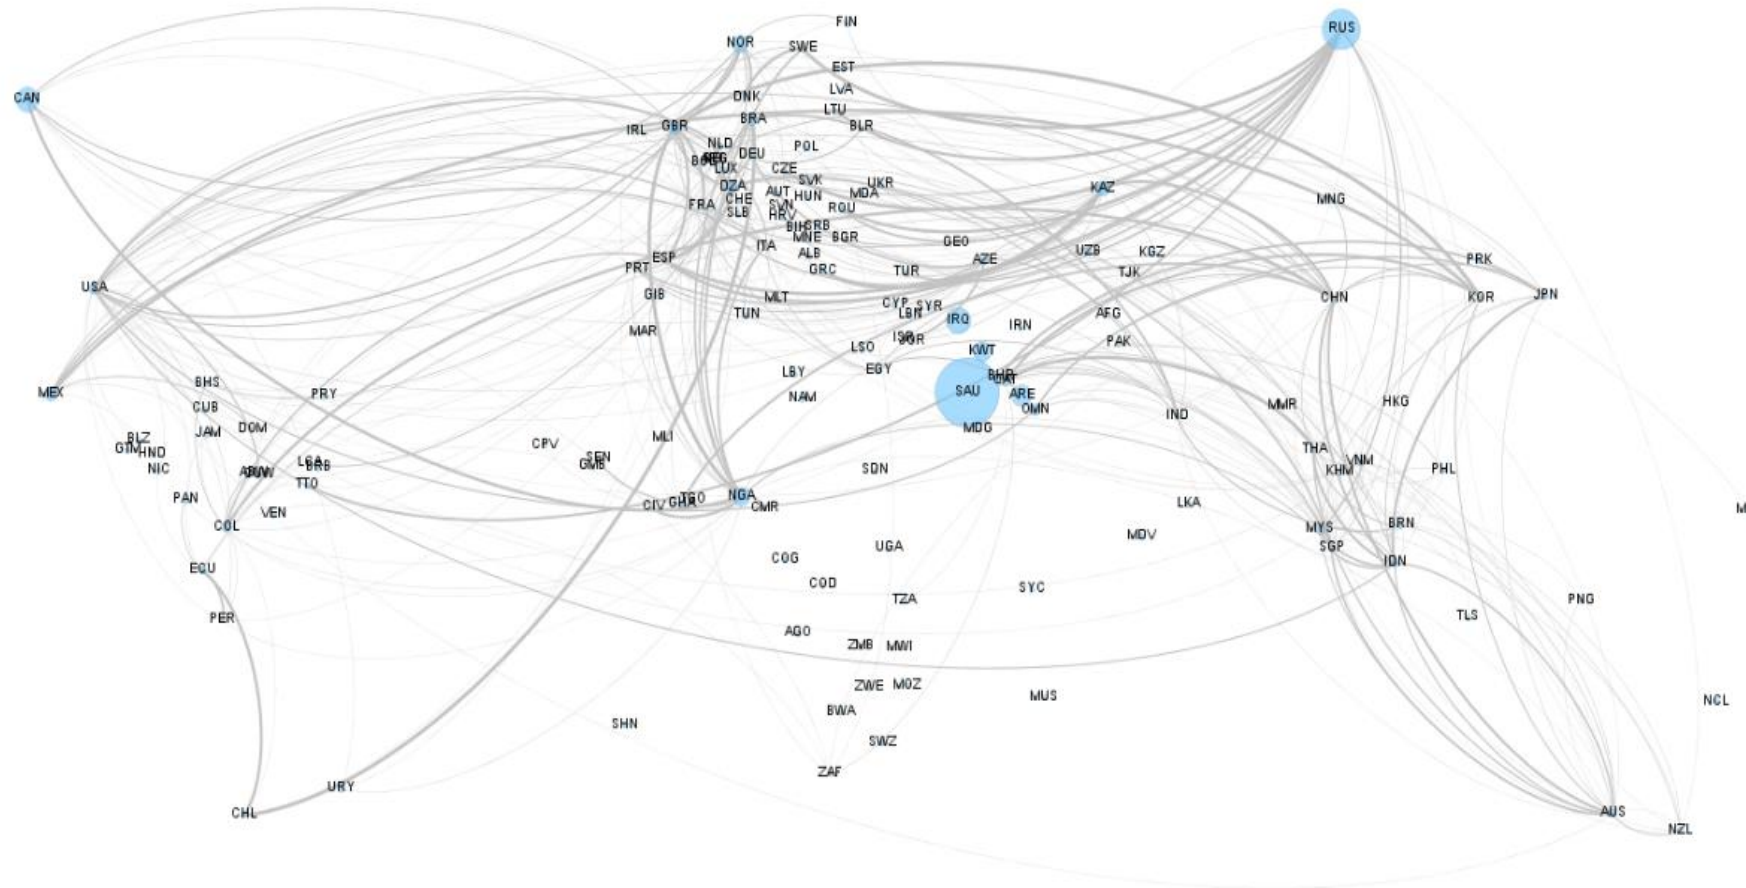 FIN
RUS
NOR
SWE
EST
LVA
CAN
DNK
LTU
BRA
GBR
BLR
IRL
NLD
POL
DEU
LUX
CZE
SVK
UKR
DZA
KAZ
AUT
MDA
HUN
CHE
MNG
FRA
SVN
ROU
SLB
HRV
SRB
MNE
BGR
GEO
ITA
UZB
KGZ
ALB
ESP
AZE
PRK
PRT
GRC
TUR
TJK
USA
GIB
KOR
JPN
MLT
CHN
CYP
SYR
TUN
LBN
AFG
IRQ
IRN
MAR
PAK
LSO
KWT
EGY
LBY
BHS
BHR
SAU
MEX
PRY
ARE
NAM
HKG
MMR
CUB
OMN
IND
DOM
MDG
JAM
BLZ
MLI
CPV
GTM
THA
HND
SEN
VNM
GMB
BRB
NIC
SDN
KHM
PHL
TTO
NGA
PAN
TGO
LKA
CIV
GHA
CMR
M
VEN
BRN
COL
MYS
MDV
UGA
SGP
COG
IDN
ECU
COD
SYC
TZA
PNG
TLS
PER
AGO
ZMB
MWI
ZWE
MOZ
MUS
NCL
BWA
SHN
SWZ
ZAF
URY
AUS
CHL
NZL